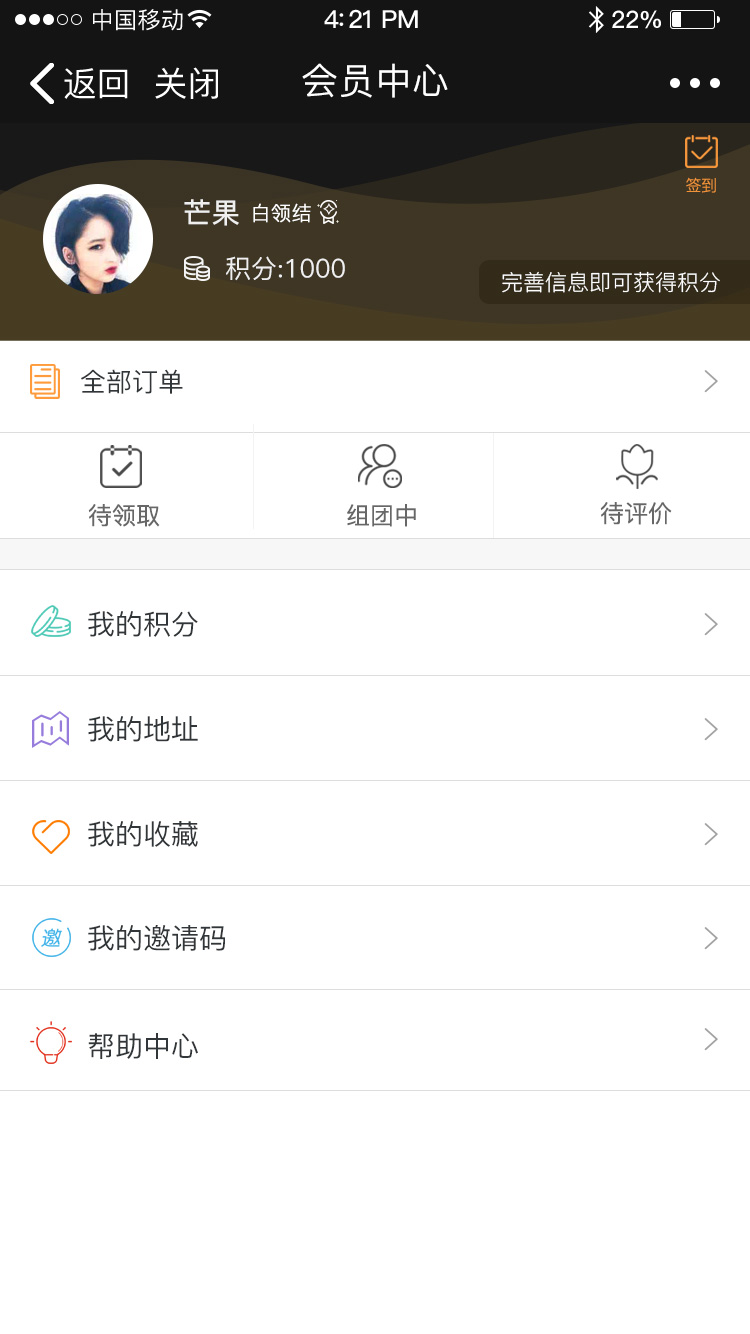 中国移动 4:21 PM 22%
返回 关闭 会员中心
签到
芒果 白领结
积分:1000
完善信息即可获得积分
全部订单
待领取 组团中 待评价
我的积分
我的地址
我的收藏
邀 我的邀请码
帮助中心